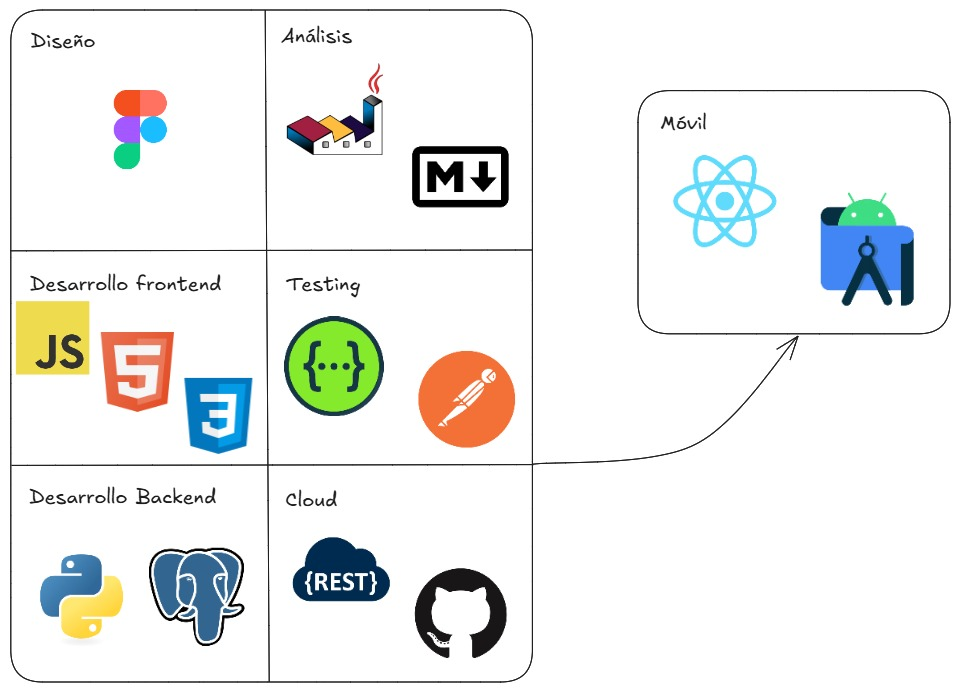 Diseño
Análisis
Móvil
M
Desarrollo frontend
Testing
JS
5
{...}
3
Desarrollo Backend
Cloud
{REST}